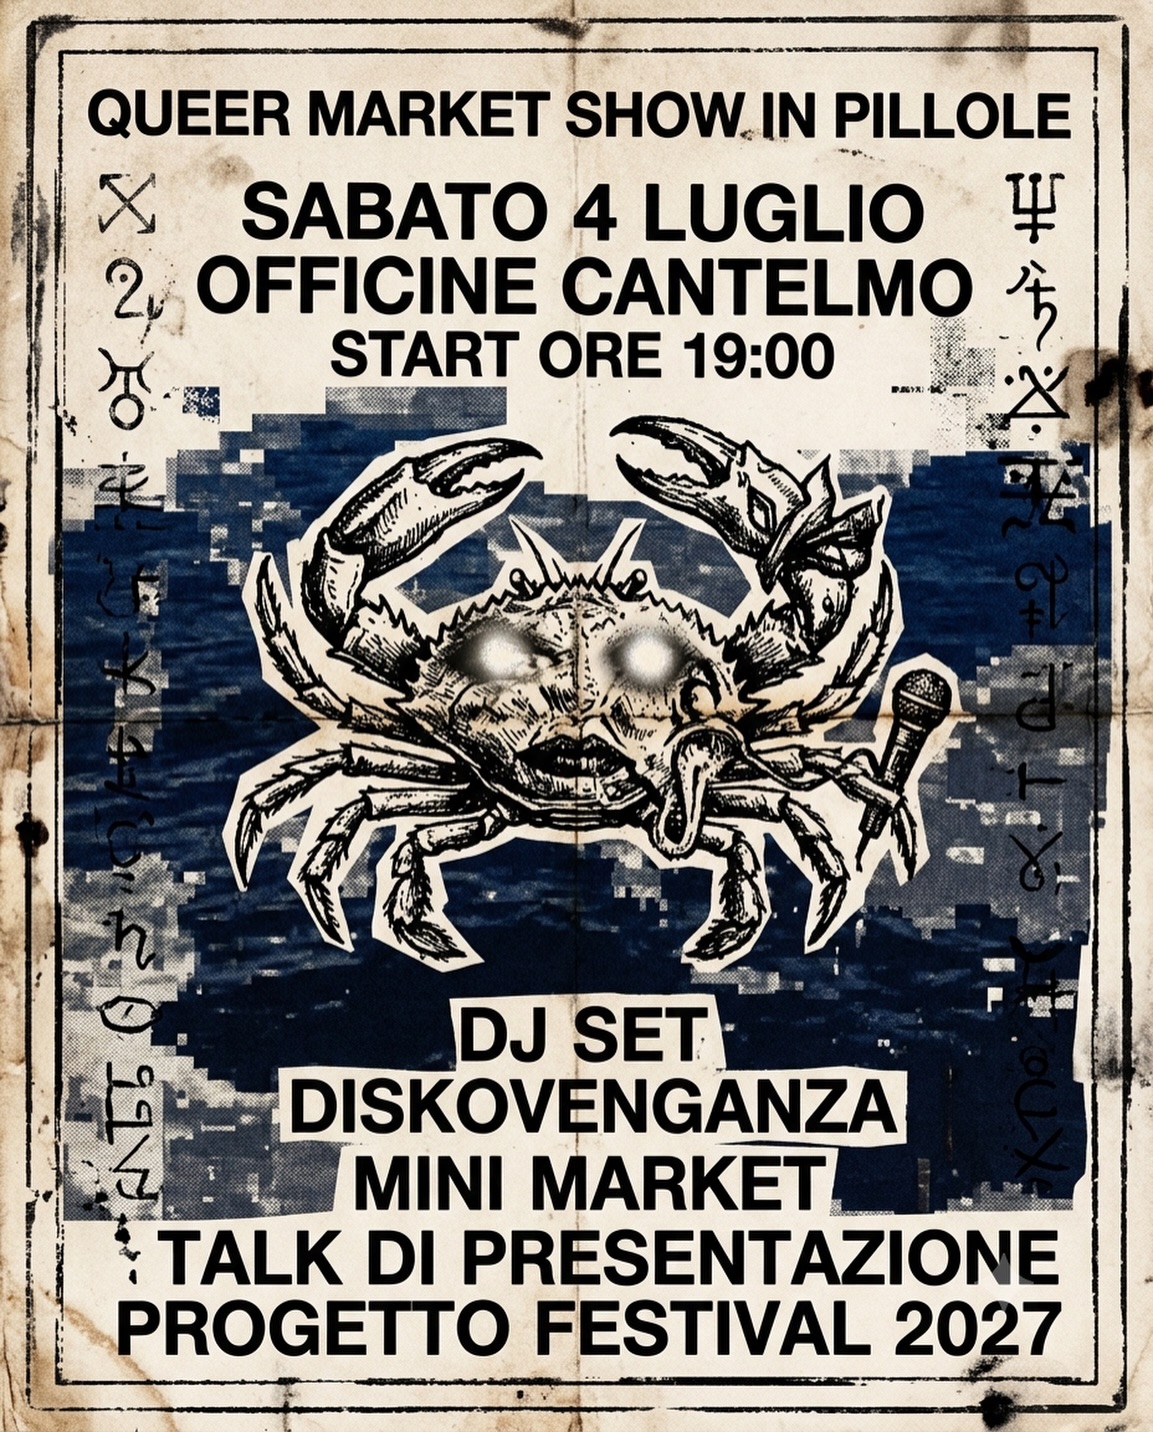 QUEER MARKET SHOW IN PILLOLE
SABATO 4 LUGLIO
OFFICINE CANTELMO
START ORE 19:00
DJ SET
DISKOVENGANZA
MINI MARKET
TALK DI PRESENTAZIONE
PROGETTO FESTIVAL 2027